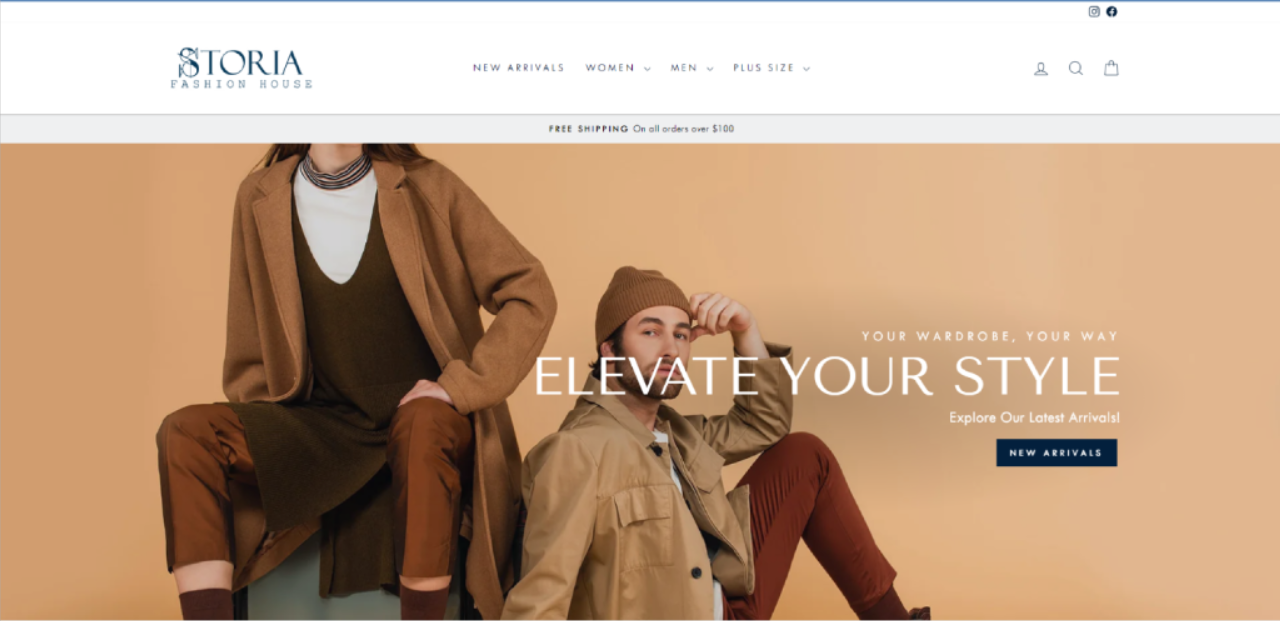 STORIA
FASHION HOUSE
NEW ARRIVALS WOMEN MEN PLUS SIZE
FREE SHIPPING On all orders over $100
YOUR WARDROBE, YOUR WAY
ELEVATE YOUR STYLE
Explore Our Latest Arrivals!
NEW ARRIVALS